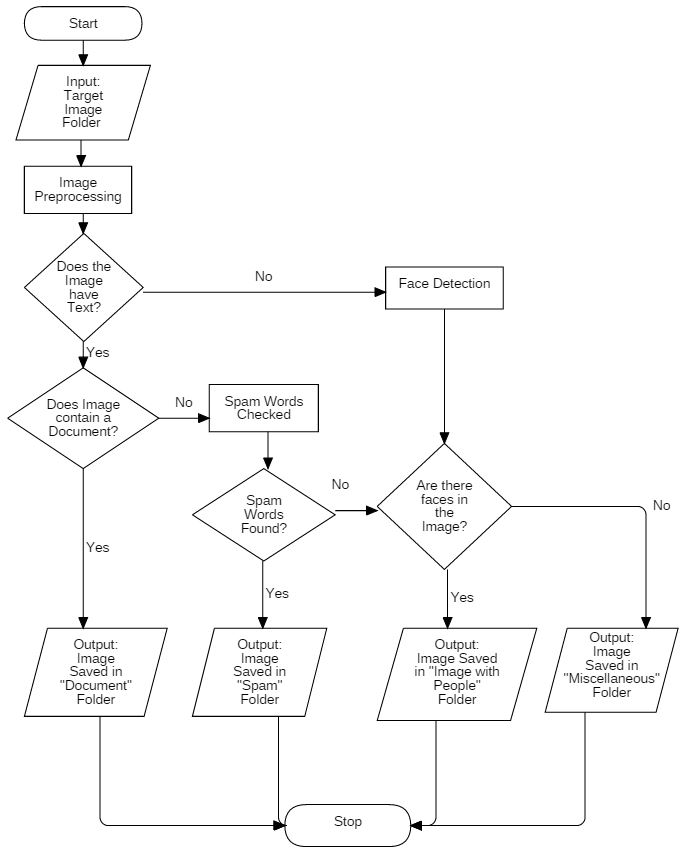 Start
Input:
Target
Image
Folder
Image
Preprocessing
Does the
Image
have
Text?
No
Face Detection
Yes
Does Image
contain a
Document?
No
Spam Words
Checked
Spam
Words
Found?
No
Are there
faces in
the
Image?
No
Yes
Yes
Yes
Output:
Image
Saved in
"Document"
Folder
Output:
Image
Saved in
"Spam"
Folder
Output:
Image Saved
in "Image with
People"
Folder
Output:
Image
Saved in
"Miscellaneous"
Folder
Stop